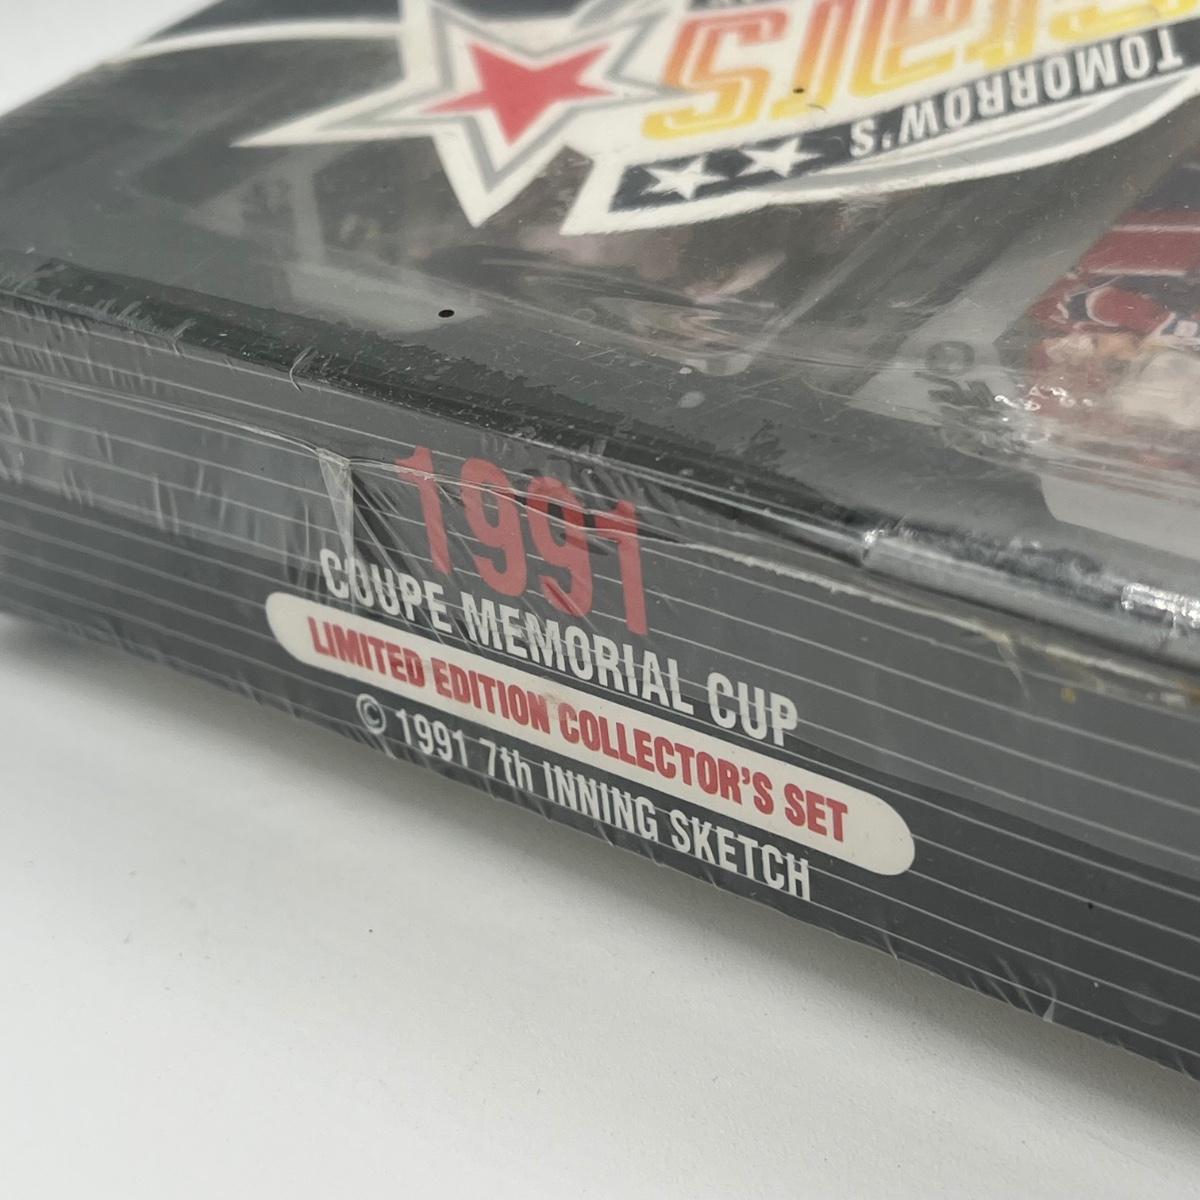 TOMORROW'S
STARS
1991
COUPE MEMORIAL CUP
LIMITED EDITION COLLECTOR'S SET
© 1991 7th INNING SKETCH